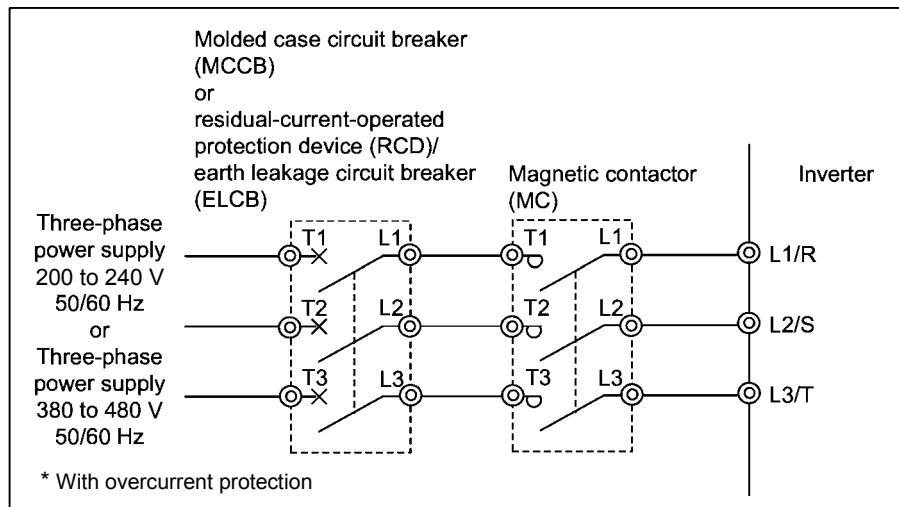 Molded case circuit breaker
(MCCB)
or
residual-current-operated
protection device (RCD)/
earth leakage circuit breaker
(ELCB)
Magnetic contactor
(MC)
Inverter
Three-phase
power supply
200 to 240 V
50/60 Hz
or
Three-phase
power supply
380 to 480 V
50/60 Hz
T1 L1 T1 L1 L1/R
T2 L2 T2 L2 L2/S
T3 L3 T3 L3 L3/T
* With overcurrent protection